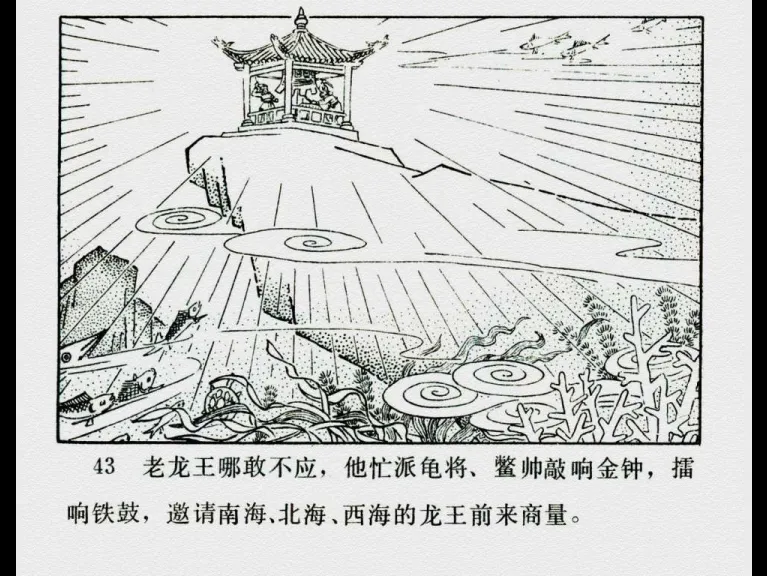 43 老龙王哪敢不应，他忙派龟将、鳖帅敲响金钟，擂
响铁鼓，邀请南海、北海、西海的龙王前来商量。